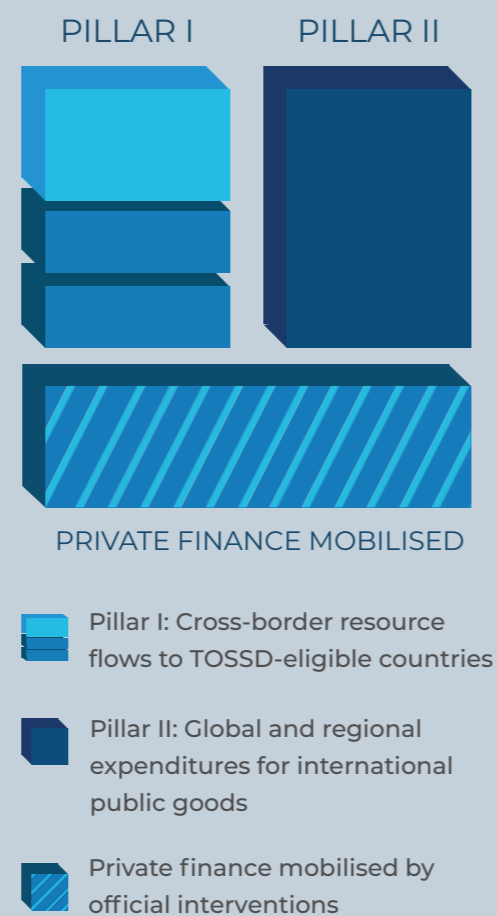 PILLAR I
PILLAR II
PRIVATE FINANCE MOBILISED
Pillar I: Cross-border resource
flows to TOSSD-eligible countries
Pillar II: Global and regional
expenditures for international
public goods
Private finance mobilised by
official interventions